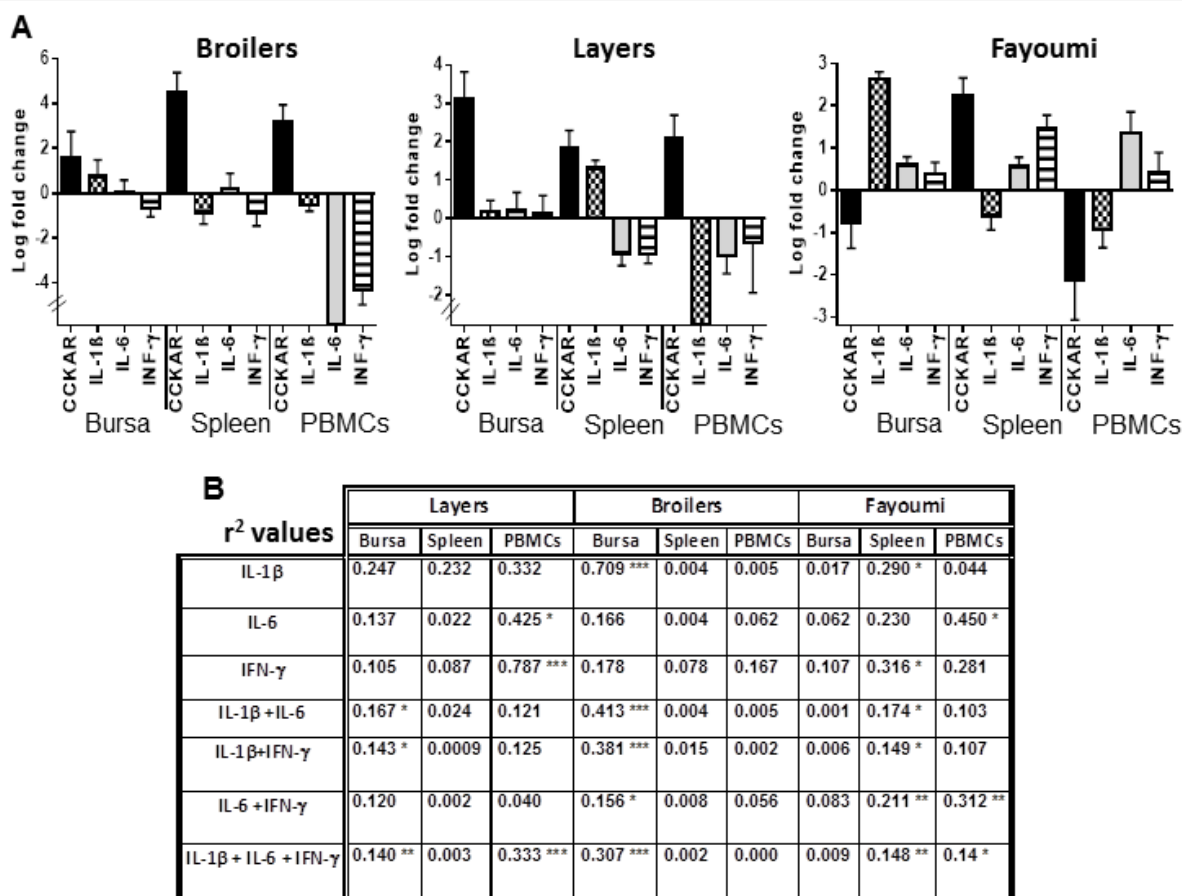 A
Broilers
Layers
Fayoumi
Log fold change
6
4
2
0
-2
-4
CCKAR
IL-1ß
IL-6
INF-γ
CCKAR
IL-1ß
IL-6
INF-γ
CCKAR
IL-1ß
IL-6
INF-γ
Bursa Spleen PBMCs
Log fold change
4
3
2
1
0
-1
-2
CCKAR
IL-1ß
IL-6
INF-γ
CCKAR
IL-1ß
IL-6
INF-γ
CCKAR
IL-1ß
IL-6
INF-γ
Bursa Spleen PBMCs
Log fold change
3
2
1
0
-1
-2
-3
CCKAR
IL-1ß
IL-6
INF-γ
CCKAR
IL-1ß
IL-6
INF-γ
CCKAR
IL-1ß
IL-6
INF-γ
Bursa Spleen PBMCs
B
r² values
Layers Broilers Fayoumi
Bursa Spleen PBMCs Bursa Spleen PBMCs Bursa Spleen PBMCs
IL-1β 0.247 0.232 0.332 0.709 *** 0.004 0.005 0.017 0.290 * 0.044
IL-6 0.137 0.022 0.425 * 0.166 0.004 0.062 0.062 0.230 0.450 *
IFN-γ 0.105 0.087 0.787 *** 0.178 0.078 0.167 0.107 0.316 * 0.281
IL-1β +IL-6 0.167 * 0.024 0.121 0.413 *** 0.004 0.005 0.001 0.174 * 0.103
IL-1β+IFN-γ 0.143 * 0.0009 0.125 0.381 *** 0.015 0.002 0.006 0.149 * 0.107
IL-6 +IFN-γ 0.120 0.002 0.040 0.156 * 0.008 0.056 0.083 0.211 ** 0.312 **
IL-1β + IL-6 + IFN-γ 0.140 ** 0.003 0.333 *** 0.307 *** 0.002 0.000 0.009 0.148 ** 0.14 *